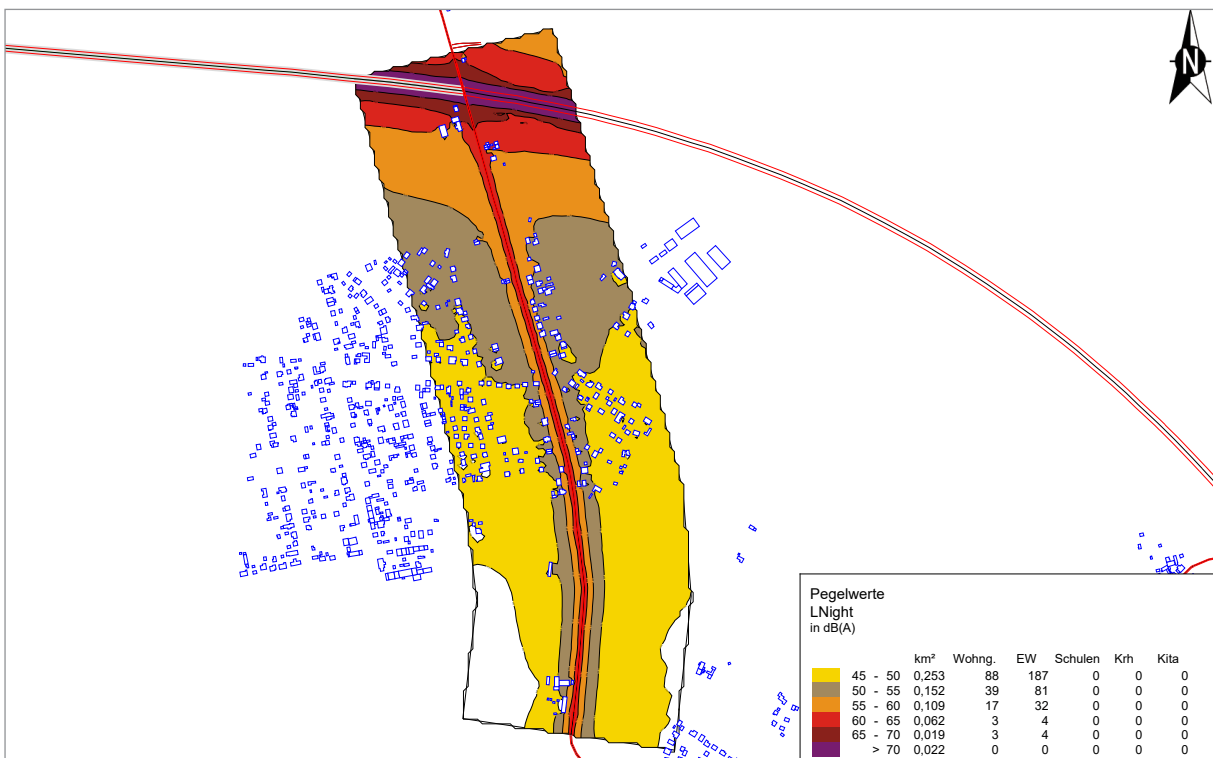 N
Pegelwerte
LNight
in dB(A)
km² Wohng. EW Schulen Krh Kita
45 - 50 0,253 88 187 0 0 0
50 - 55 0,152 38 81 0 0 0
55 - 60 0,109 17 32 0 0 0
60 - 65 0,062 3 4 0 0 0
65 - 70 0,019 3 4 0 0 0
> 70 0,022 0 0 0 0 0